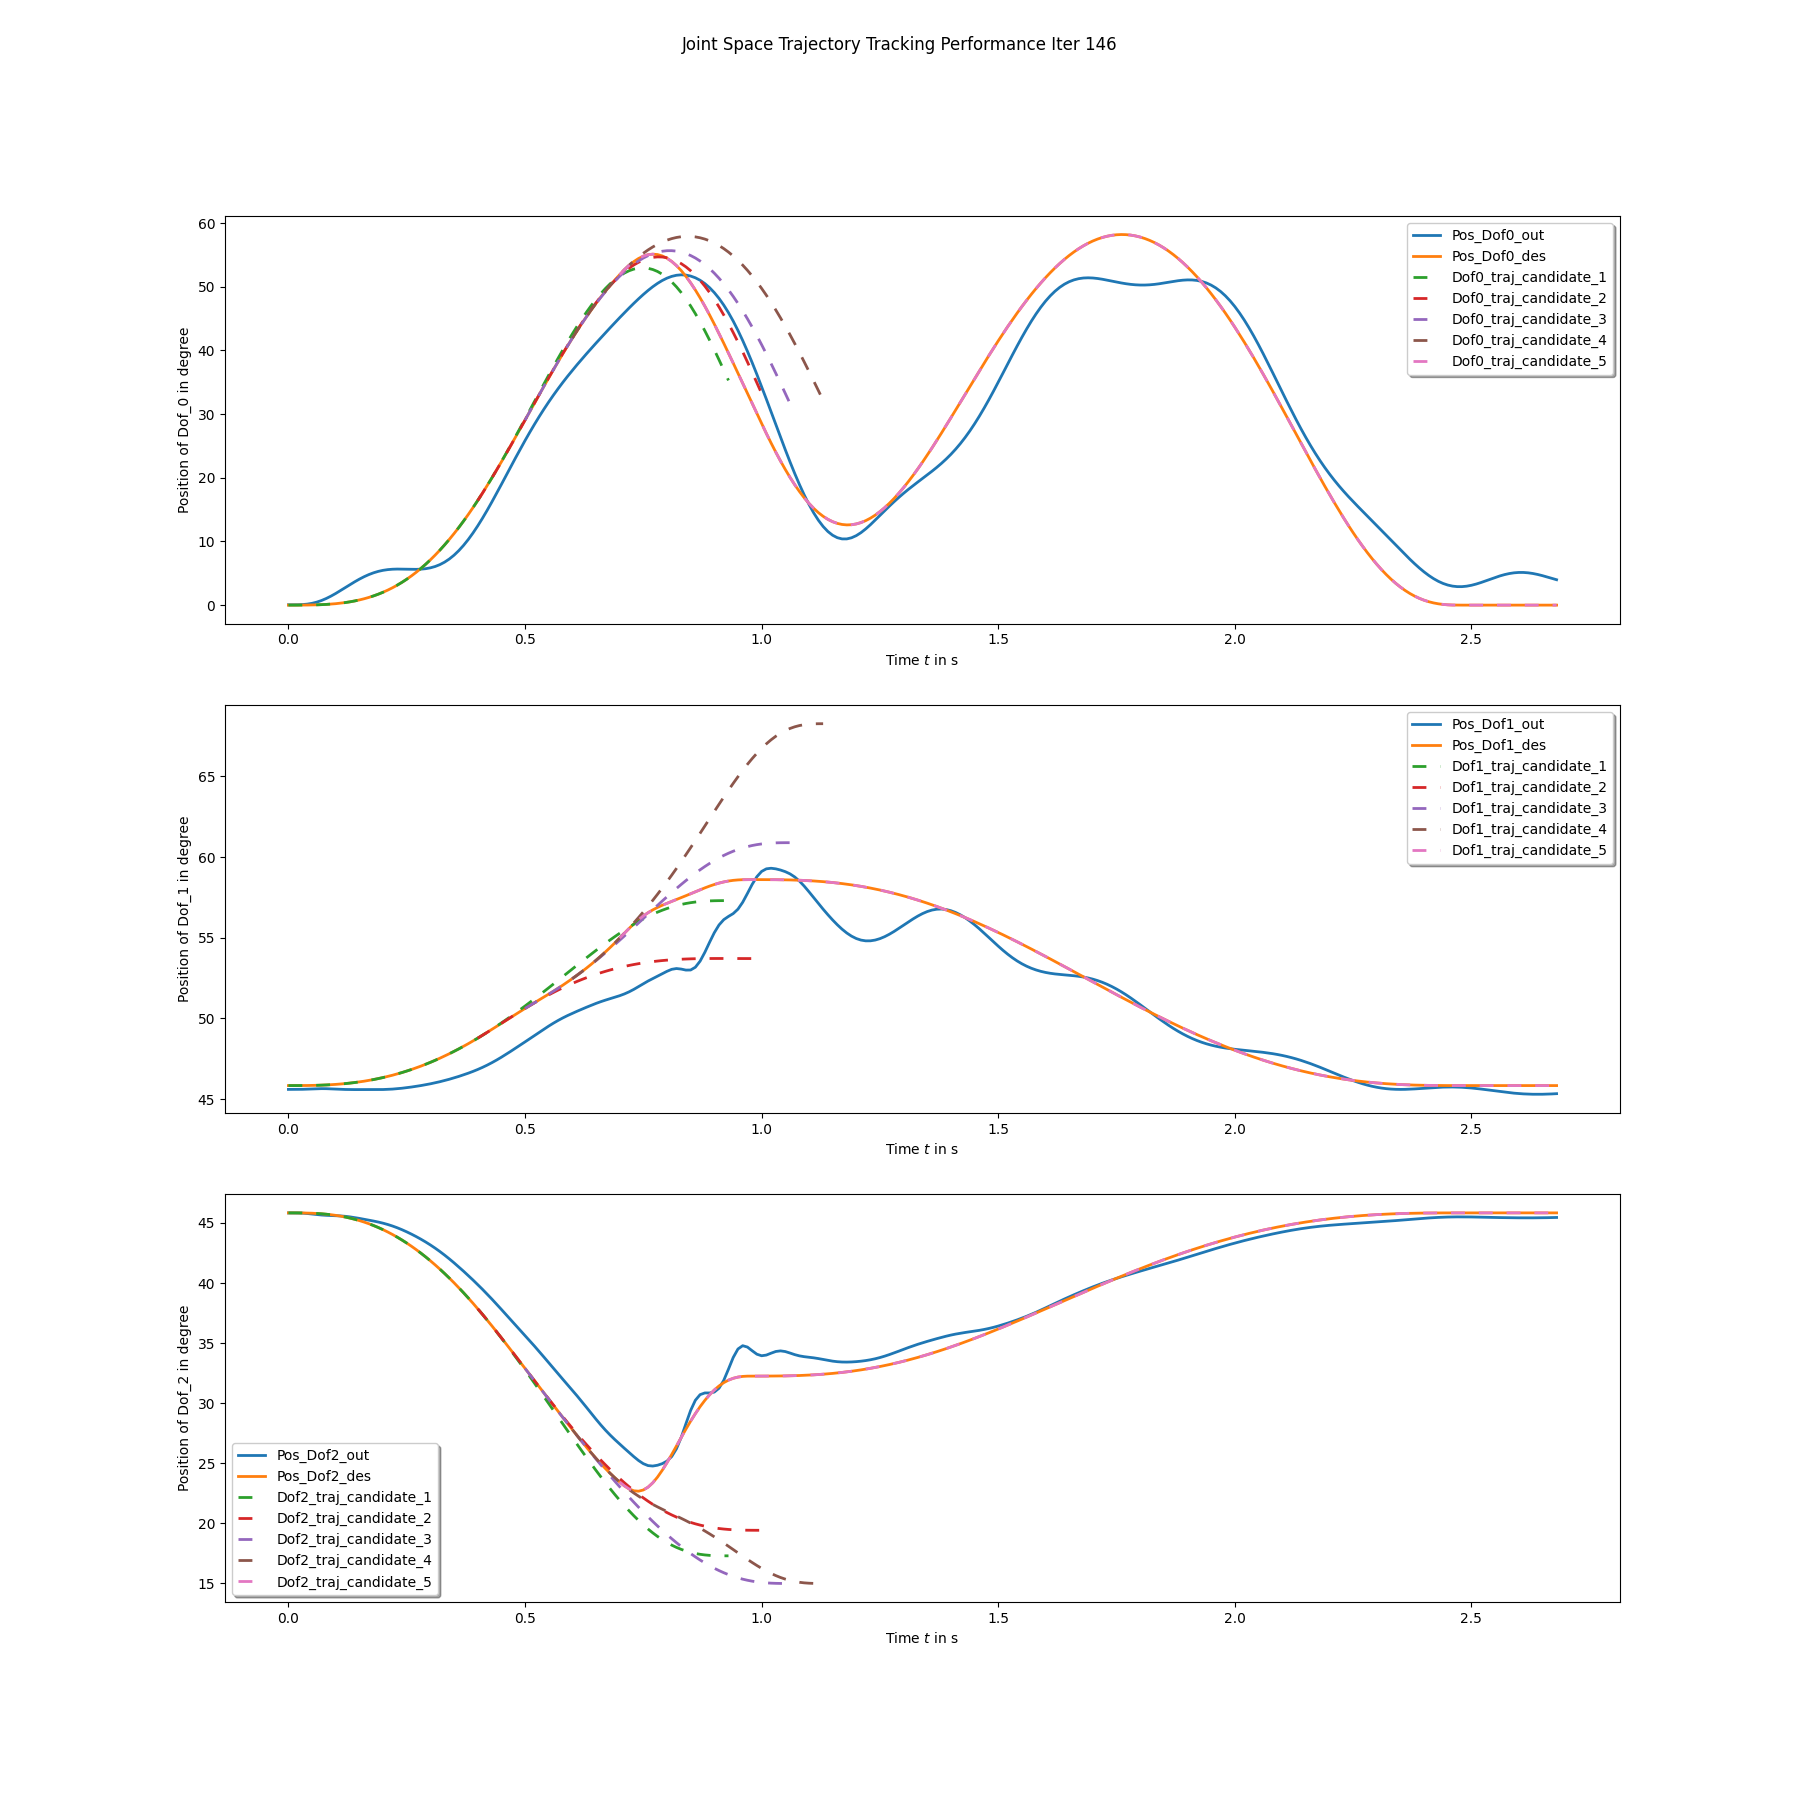 Joint Space Trajectory Tracking Performance Iter 146
60
50
40
30
20
10
0
Position of Dof_0 in degree
0.0 0.5 1.0 1.5 2.0 2.5
Time t in s
Pos_Dof0_out
Pos_Dof0_des
Dof0_traj_candidate_1
Dof0_traj_candidate_2
Dof0_traj_candidate_3
Dof0_traj_candidate_4
Dof0_traj_candidate_5
65
60
55
50
45
Position of Dof_1 in degree
0.0 0.5 1.0 1.5 2.0 2.5
Time t in s
Pos_Dof1_out
Pos_Dof1_des
Dof1_traj_candidate_1
Dof1_traj_candidate_2
Dof1_traj_candidate_3
Dof1_traj_candidate_4
Dof1_traj_candidate_5
45
40
35
30
25
20
15
Position of Dof_2 in degree
Pos_Dof2_out
Pos_Dof2_des
Dof2_traj_candidate_1
Dof2_traj_candidate_2
Dof2_traj_candidate_3
Dof2_traj_candidate_4
Dof2_traj_candidate_5
0.0 0.5 1.0 1.5 2.0 2.5
Time t in s